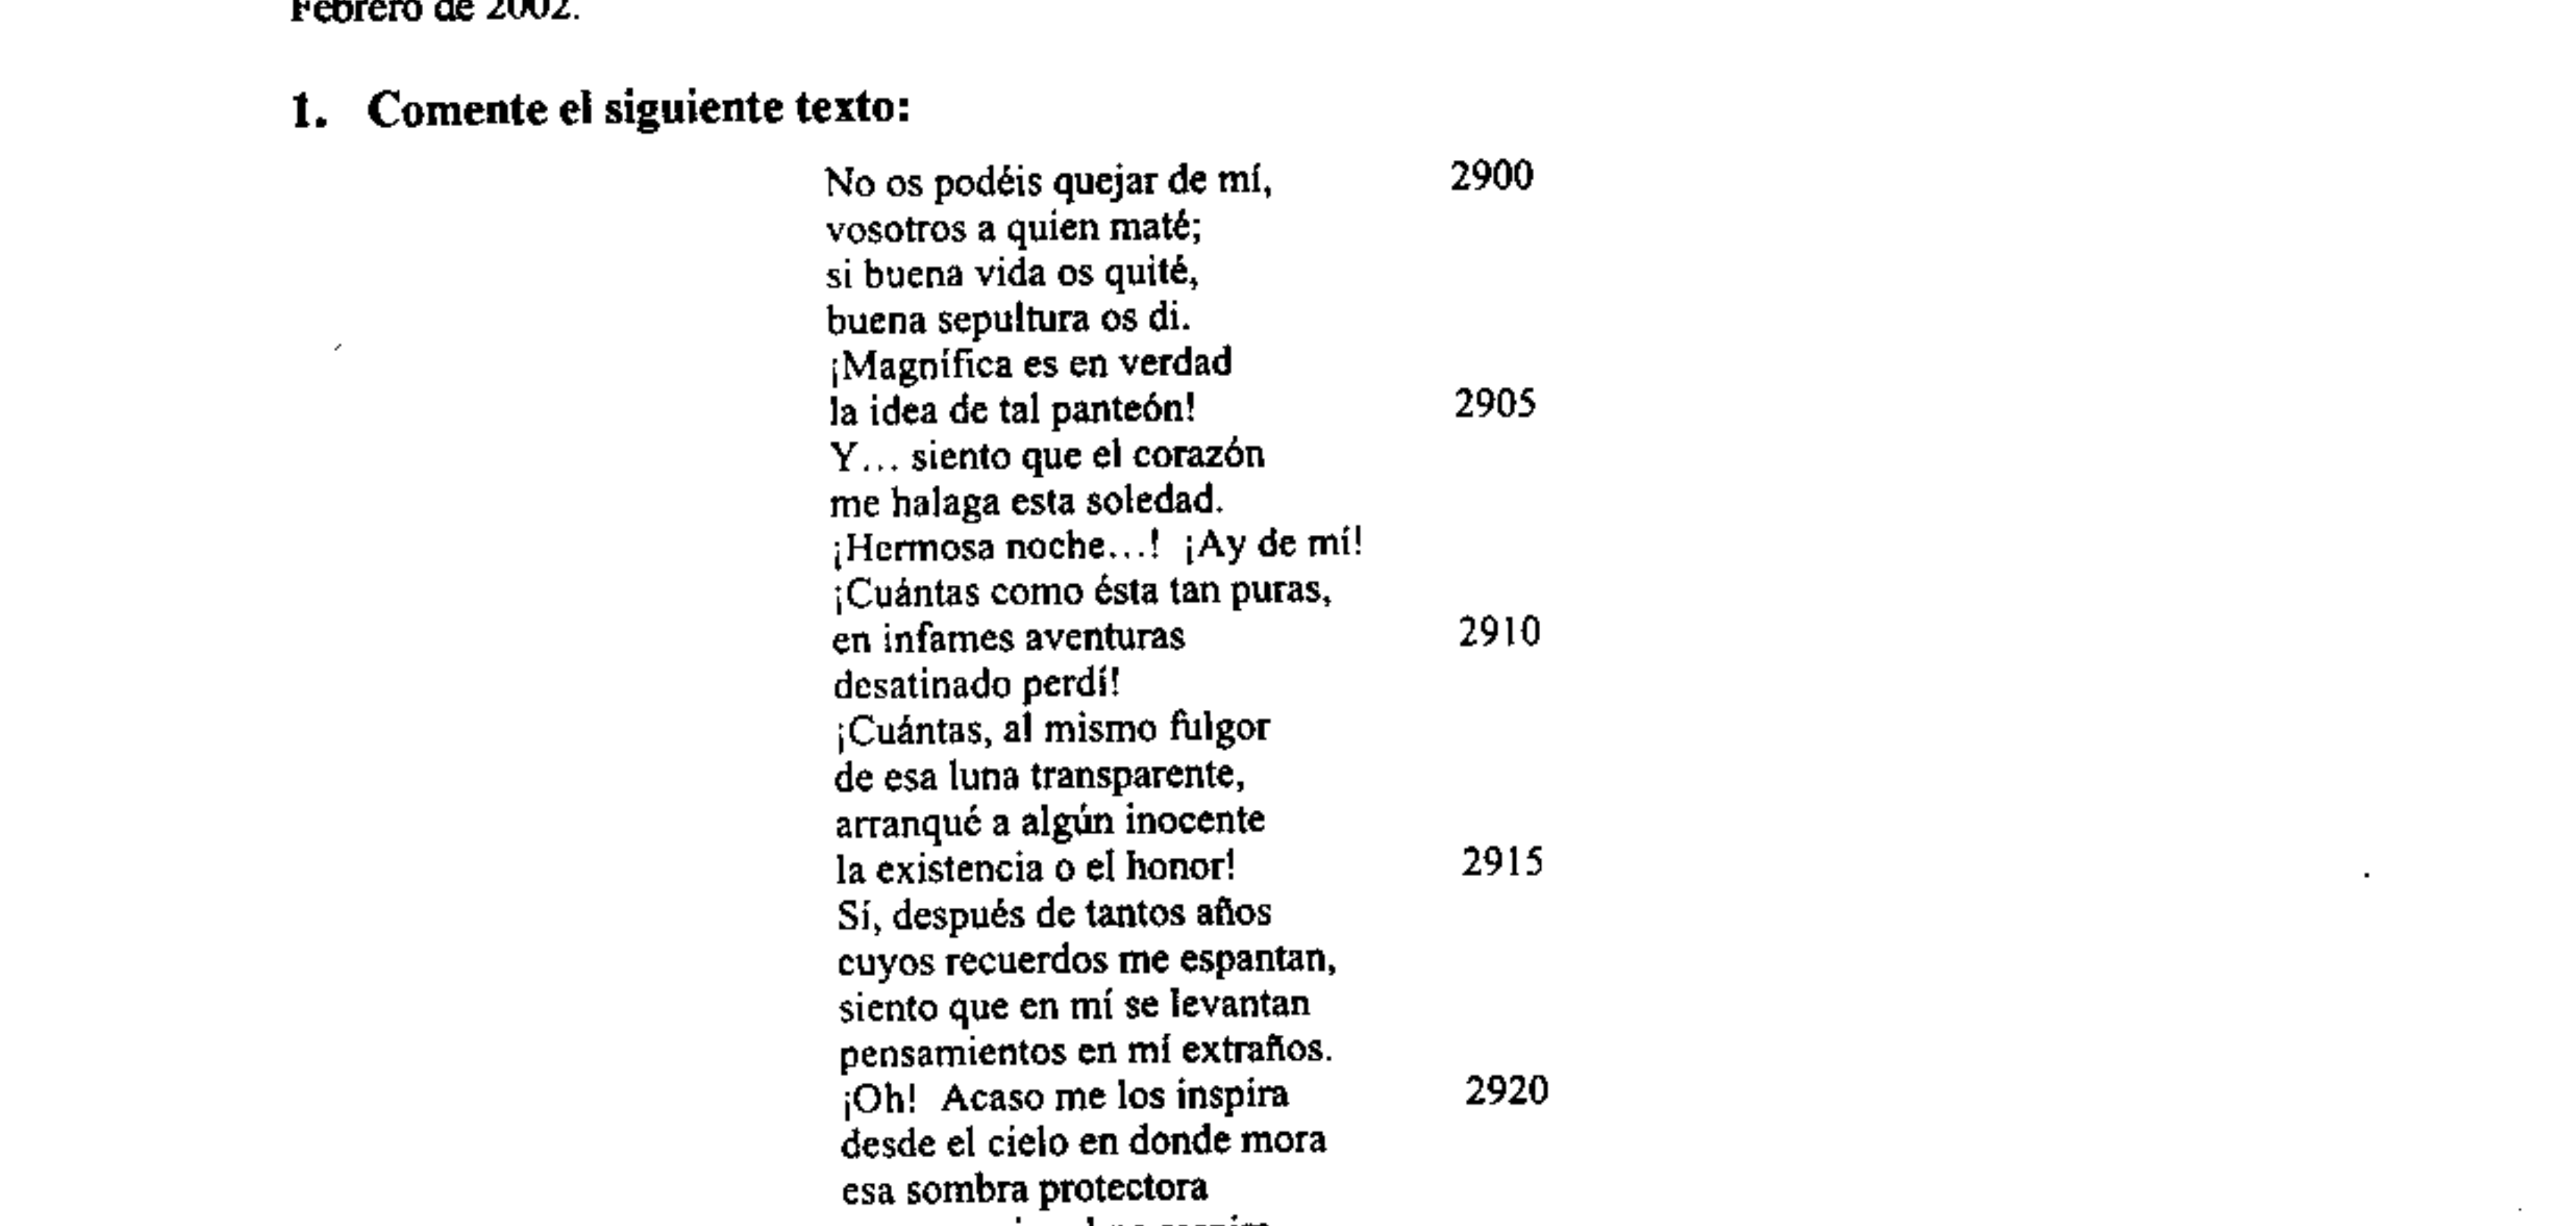 Febrero de 2002.
1. Comente el siguiente texto:
No os podéis quejar de mí, 2900
vosotros a quien maté;
si buena vida os quité,
buena sepultura os di.
¡Magnífica es en verdad
la idea de tal panteón! 2905
Y... siento que el corazón
me halaga esta soledad.
¡Hermosa noche...! ¡Ay de mí!
¡Cuántas como ésta tan puras,
en infames aventuras 2910
desatinado perdí!
¡Cuántas, al mismo fulgor
de esa luna transparente,
arranqué a algún inocente
la existencia o el honor! 2915
Sí, después de tantos años
cuyos recuerdos me espantan,
siento que en mí se levantan
pensamientos en mí extraños.
¡Oh! Acaso me los inspira 2920
desde el cielo en donde mora
esa sombra protectora